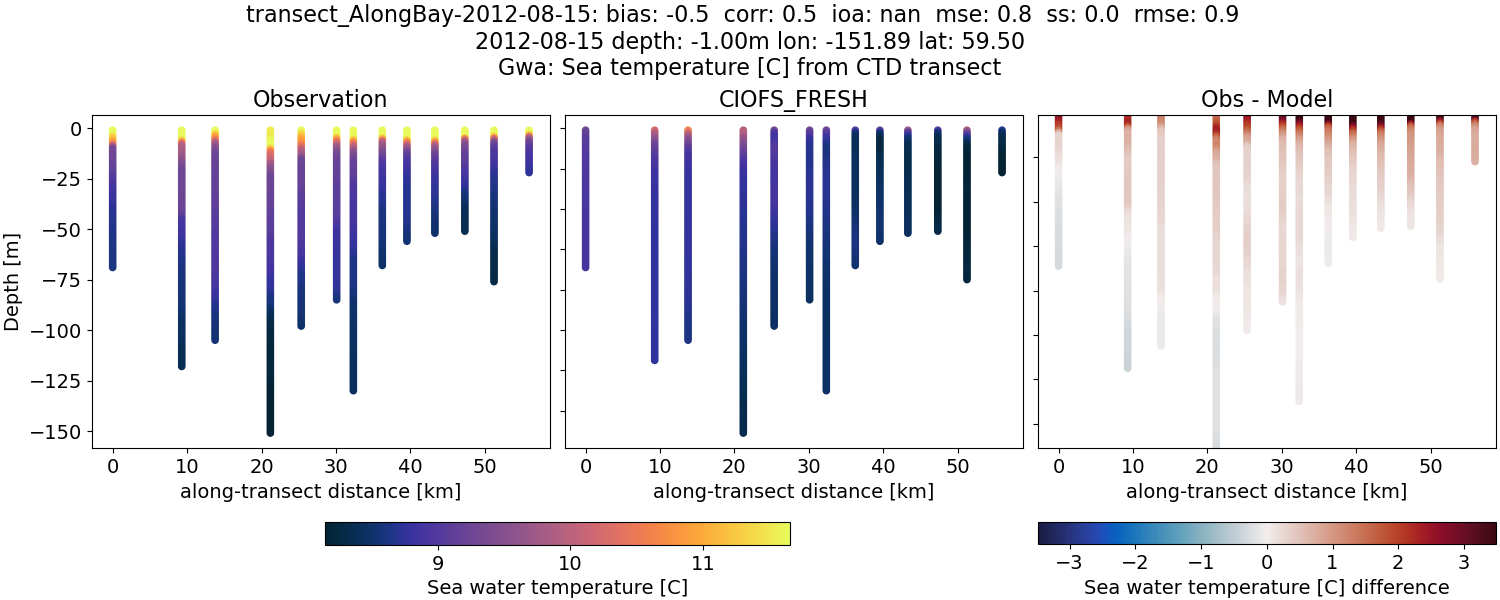 transect_AlongBay-2012-08-15: bias: -0.5  corr: 0.5  ioa: nan  mse: 0.8  ss: 0.0  rmse: 0.9
2012-08-15 depth: -1.00m lon: -151.89 lat: 59.50
Gwa: Sea temperature [C] from CTD transect
Observation
CIOFS_FRESH
Obs - Model
Depth [m]
0
−25
−50
−75
−100
−125
−150
0 10 20 30 40 50
0 10 20 30 40 50
0 10 20 30 40 50
along-transect distance [km]
along-transect distance [km]
along-transect distance [km]
9 10 11
Sea water temperature [C]
−3 −2 −1 0 1 2 3
Sea water temperature [C] difference